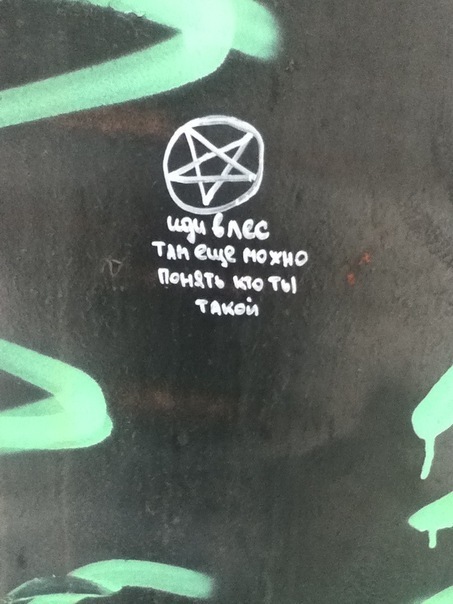 иди в лес
там еще можно
понять кто ты
такой